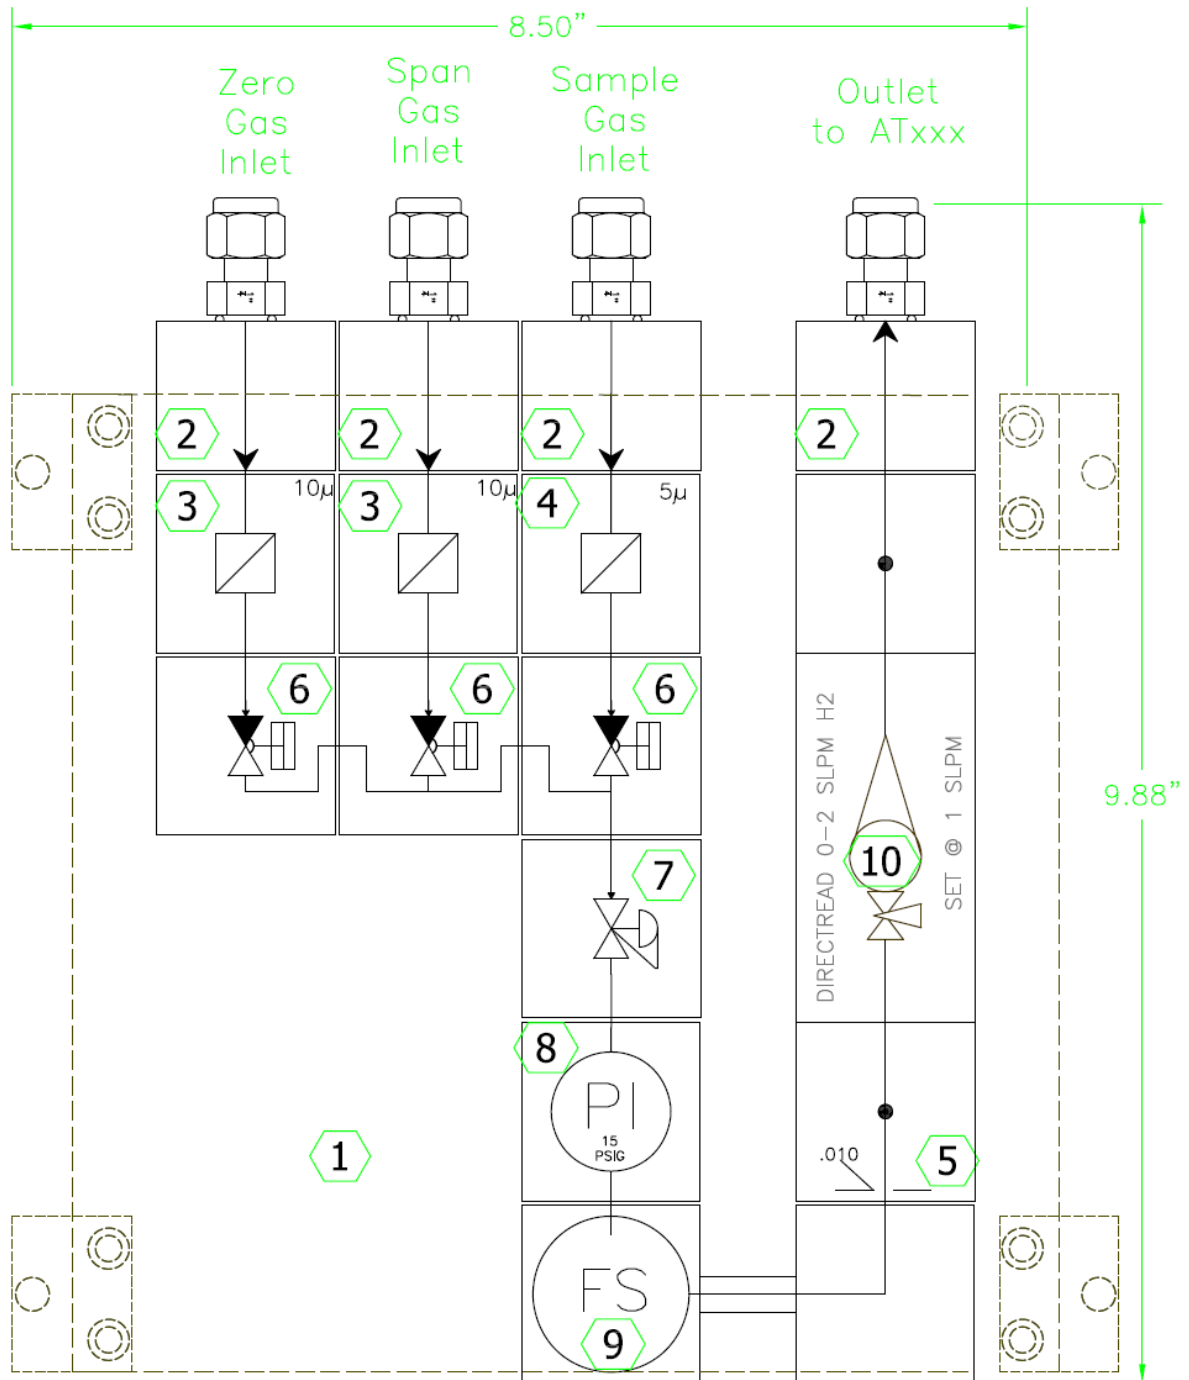 8.50"
Zero
Gas
Inlet
Span
Gas
Inlet
Sample
Gas
Inlet
Outlet
to ATxxx
2
2
2
2
3
10µ
3
10µ
4
5µ
6
6
6
DIRECTREAD 0-2 SLPM H2
SET @ 1 SLPM
9.88"
10
7
8
PI
15
PSIG
1
.010
5
FS
9